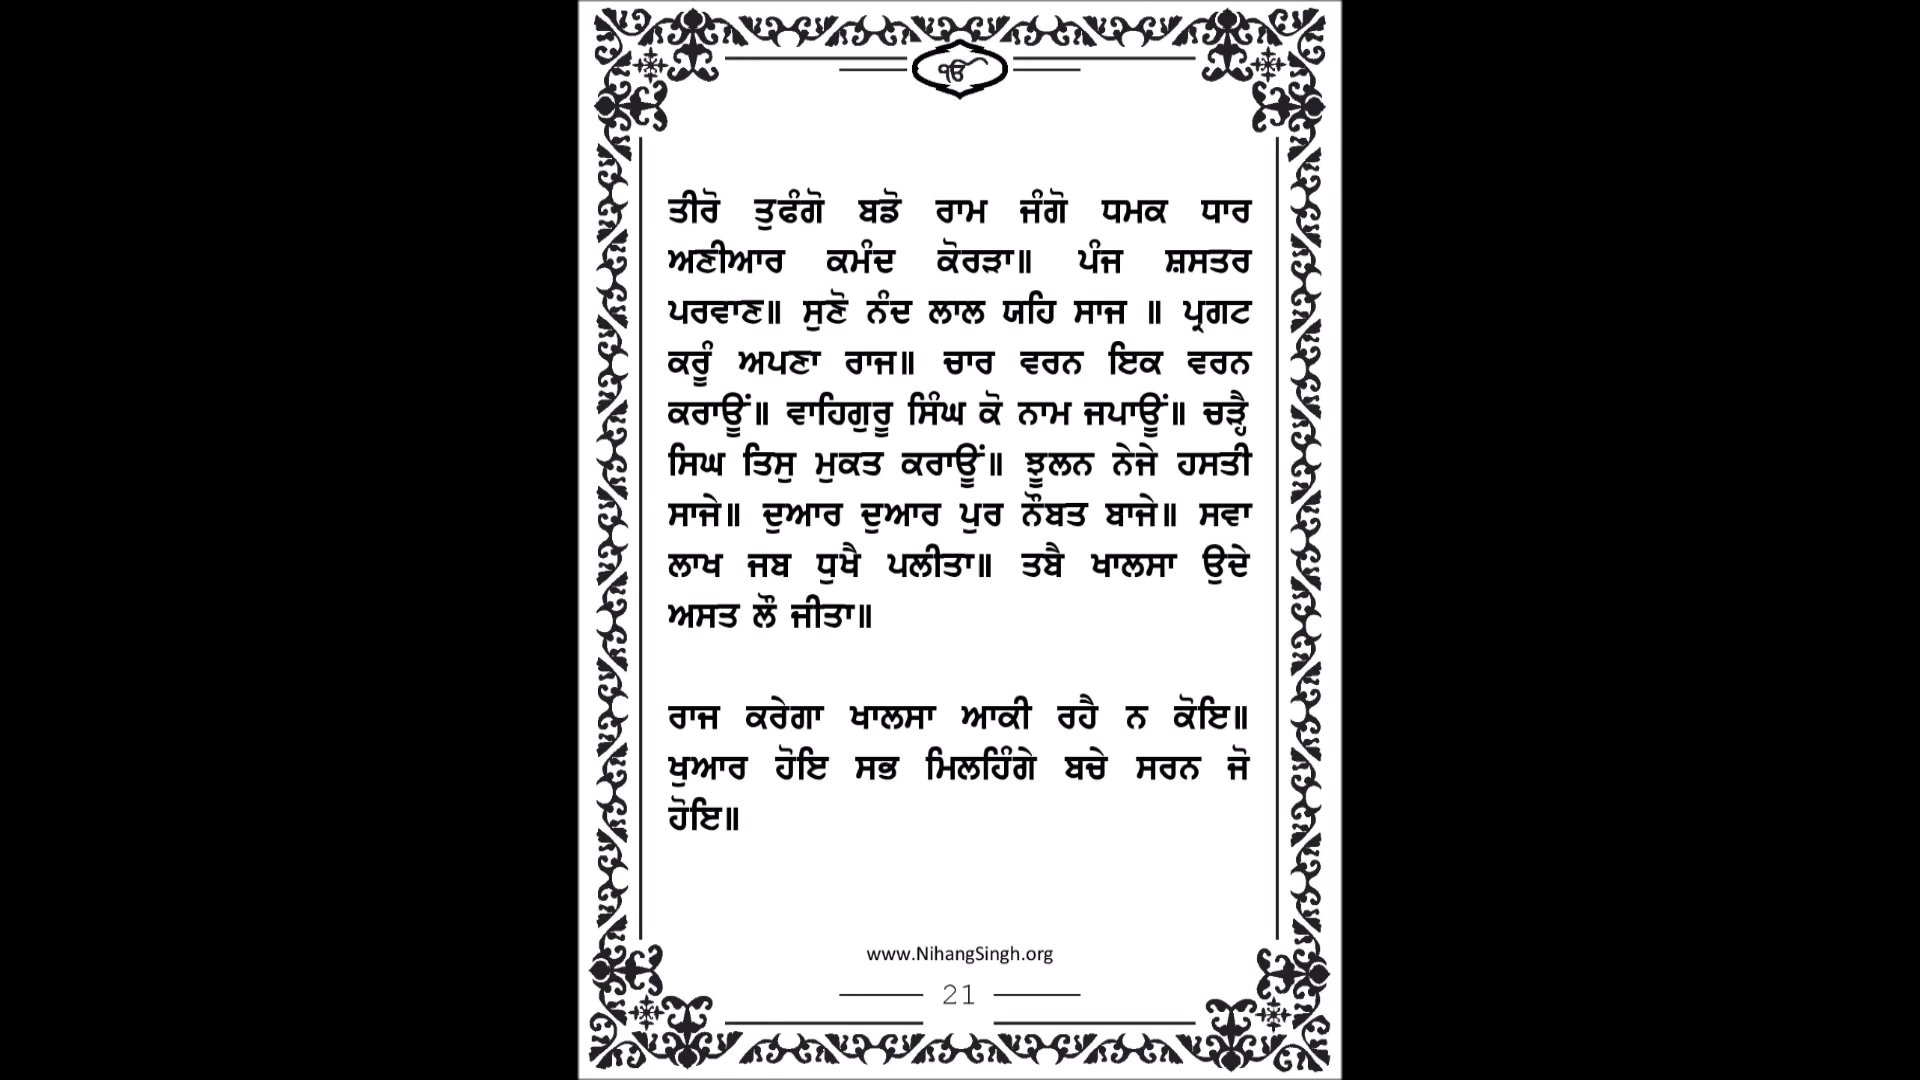 ੴ
ਤੀਰੋ ਤੁਫੰਗੋ ਬਡੋ ਰਾਮ ਜੰਗੋ ਧਮਕ ਧਾਰ
ਅਣੀਆਰ ਕਮੰਦ ਕੋਰੜਾ॥ ਪੰਜ ਸ਼ਸਤਰ
ਪਰਵਾਣ॥ ਸੁਣੋ ਨੰਦ ਲਾਲ ਯਹਿ ਸਾਜ ॥ ਪ੍ਰਗਟ
ਕਰੂੰ ਅਪਣਾ ਰਾਜ॥ ਚਾਰ ਵਰਨ ਇਕ ਵਰਨ
ਕਰਾਊਂ॥ ਵਾਹਿਗੁਰੂ ਸਿੰਘ ਕੋ ਨਾਮ ਜਪਾਊਂ॥ ਚੜ੍ਹੈ
ਸਿਘ ਤਿਸੁ ਮੁਕਤ ਕਰਾਊਂ॥ ਝੂਲਨ ਨੇਜੇ ਹਸਤੀ
ਸਾਜੇ॥ ਦੁਆਰ ਦੁਆਰ ਪੁਰ ਨੌਬਤ ਬਾਜੇ॥ ਸਵਾ
ਲਾਖ ਜਬ ਧੁਖੈ ਪਲੀਤਾ॥ ਤਬੈ ਖਾਲਸਾ ਉਦੇ
ਅਸਤ ਲੌ ਜੀਤਾ॥
ਰਾਜ ਕਰੇਗਾ ਖਾਲਸਾ ਆਕੀ ਰਹੈ ਨ ਕੋਇ॥
ਖੁਆਰ ਹੋਇ ਸਭ ਮਿਲਹਿੰਗੇ ਬਚੇ ਸਰਨ ਜੋ
ਹੋਇ॥
www.NihangSingh.org
21